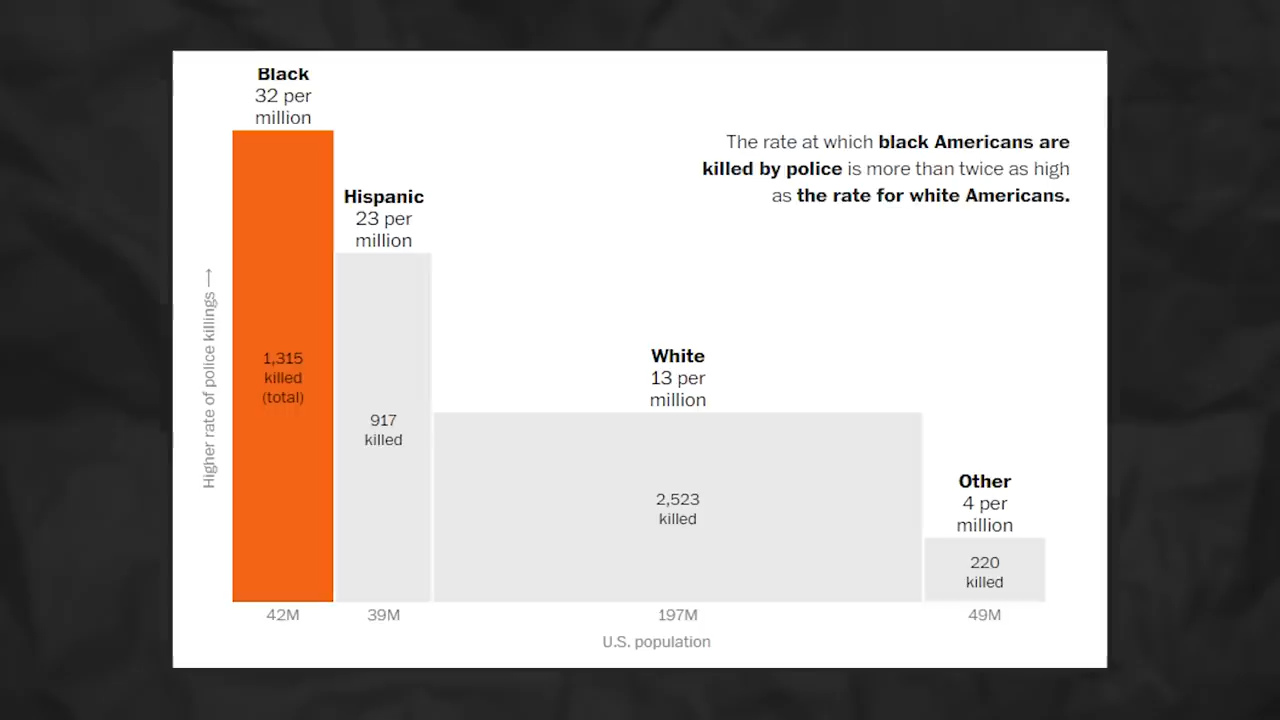 Black
32 per
million
The rate at which black Americans are
killed by police is more than twice as high
as the rate for white Americans.
Hispanic
23 per
million
Higher rate of police killings →
White
13 per
million
1,315
killed
(total)
917
killed
Other
4 per
million
2,523
killed
220
killed
42M
39M
197M
49M
U.S. population